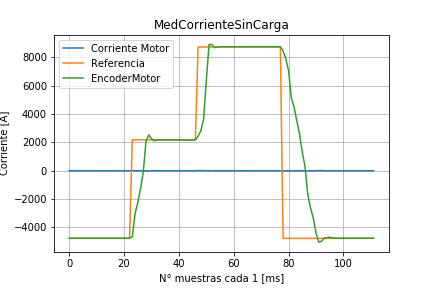 MedCorrienteSinCarga
Corriente Motor
Referencia
EncoderMotor
Corriente [A]
8000
6000
4000
2000
0
−2000
−4000
0 20 40 60 80 100
N° muestras cada 1 [ms]